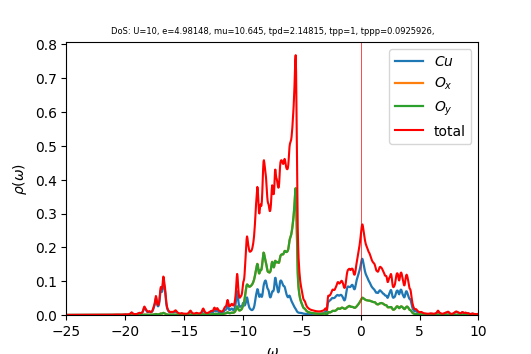 DoS: U=10, e=4.98148, mu=10.645, tpd=2.14815, tpp=1, tppp=0.0925926,
0.8
0.7
0.6
0.5
0.4
0.3
0.2
0.1
0.0
ρ(ω)
Cu
Oₓ
O_y
total
−25 −20 −15 −10 −5 0 5 10
ω